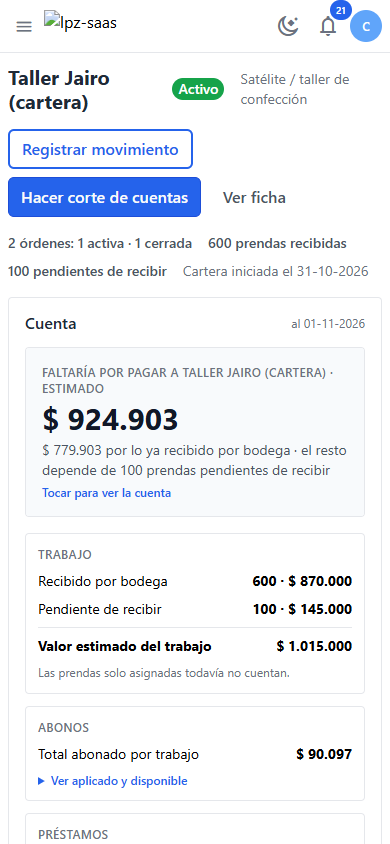 lpz-saas
21
C
Taller Jairo
(cartera)
Activo
Satélite / taller de
confección
Registrar movimiento
Hacer corte de cuentas
Ver ficha
2 órdenes: 1 activa · 1 cerrada
600 prendas recibidas
100 pendientes de recibir
Cartera iniciada el 31-10-2026
Cuenta
al 01-11-2026
FALTARÍA POR PAGAR A TALLER JAIRO (CARTERA) ·
ESTIMADO
$ 924.903
$ 779.903 por lo ya recibido por bodega · el resto
depende de 100 prendas pendientes de recibir
Tocar para ver la cuenta
TRABAJO
Recibido por bodega 600 · $ 870.000
Pendiente de recibir 100 · $ 145.000
Valor estimado del trabajo $ 1.015.000
Las prendas solo asignadas todavía no cuentan.
ABONOS
Total abonado por trabajo $ 90.097
Ver aplicado y disponible
PRÉSTAMOS